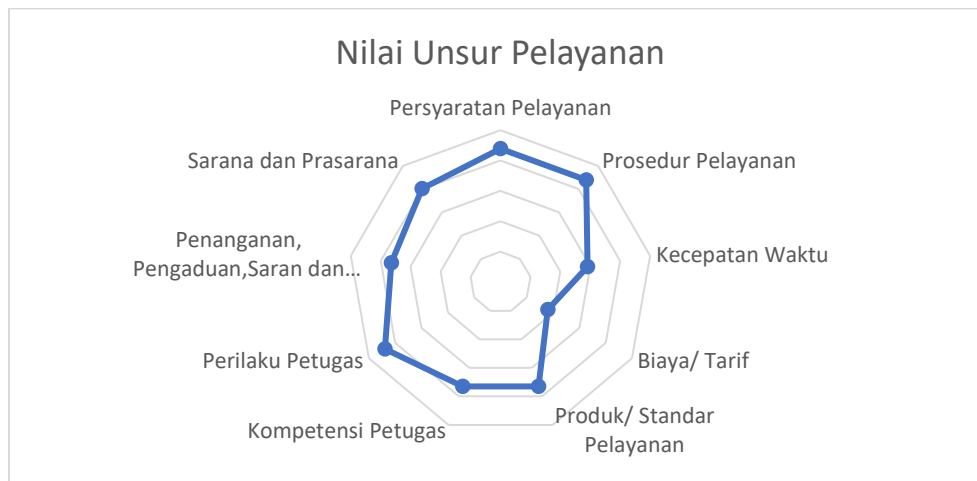 Nilai Unsur Pelayanan
Persyaratan Pelayanan
Prosedur Pelayanan
Kecepatan Waktu
Biaya/ Tarif
Produk/ Standar
Pelayanan
Kompetensi Petugas
Perilaku Petugas
Penanganan,
Pengaduan,Saran dan…
Sarana dan Prasarana